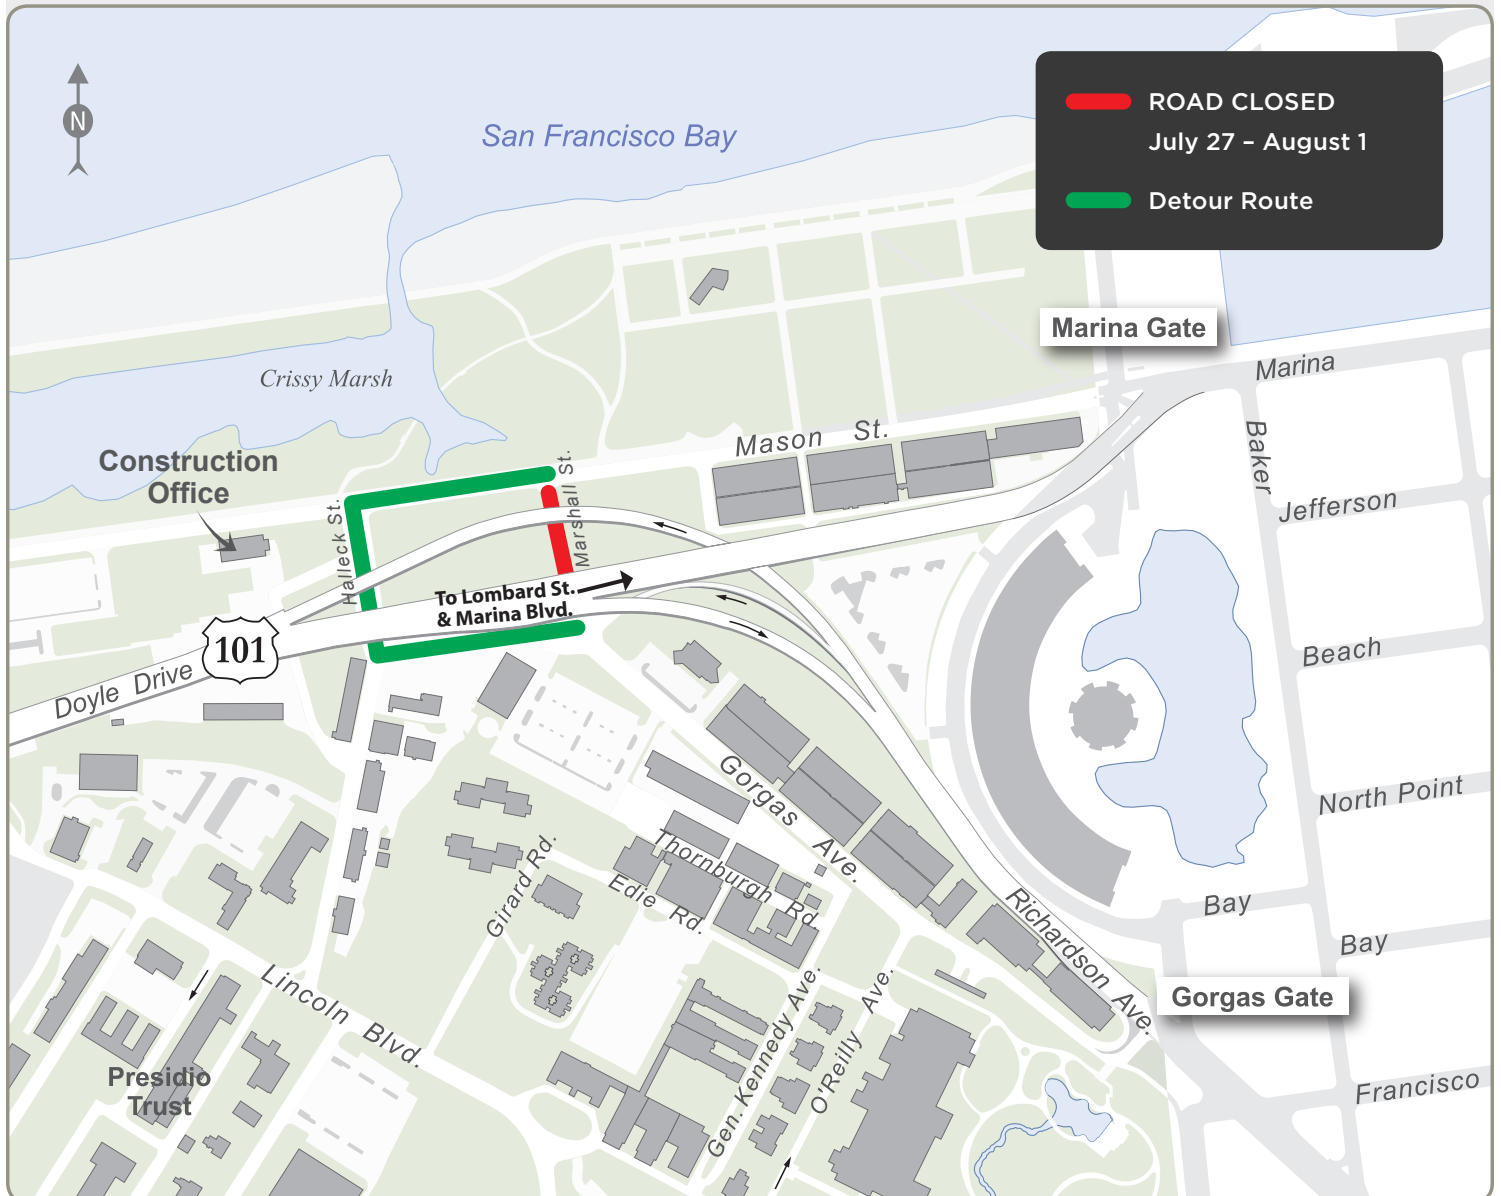 ROAD CLOSED
July 27 – August 1
Detour Route
N
San Francisco Bay
Marina Gate
Marina
Crissy Marsh
Mason St.
Baker
Construction
Office
Marshall St.
Halleck St.
Jefferson
To Lombard St.
& Marina Blvd.
101
Doyle Drive
Beach
Gorgas Ave.
North Point
Thornburgh Rd.
Girard Rd.
Edie Rd.
Richardson Ave.
Bay
Bay
Lincoln Blvd.
Gorgas Gate
Gen. Kennedy Ave.
O'Reilly Ave.
Presidio
Trust
Francisco